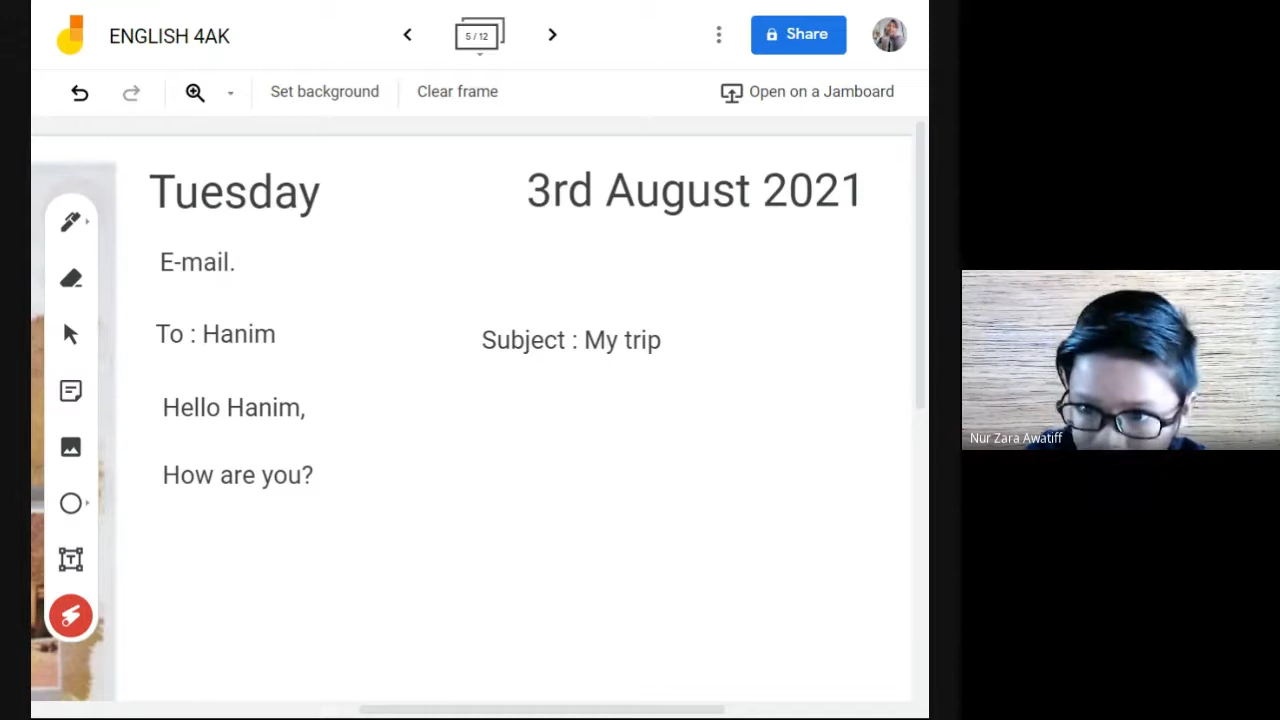 ENGLISH 4AK
5 / 12
Share
Set background
Clear frame
Open on a Jamboard
Tuesday
3rd August 2021
E-mail.
To : Hanim
Subject : My trip
Hello Hanim,
How are you?
Nur Zara Awatiff